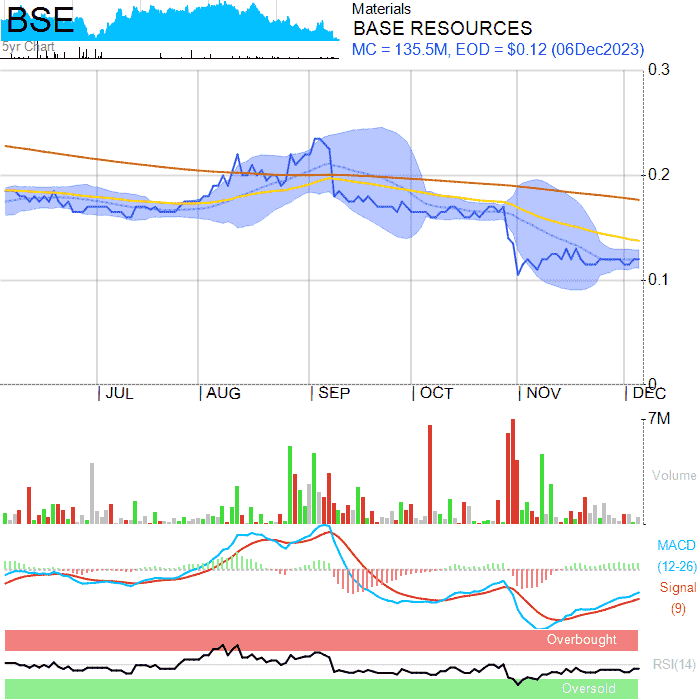 BSE
5yr Chart
Materials
BASE RESOURCES
MC = 135.5M, EOD = $0.12 (06Dec2023)
0.3
0.2
0.1
0
JUL
AUG
SEP
OCT
NOV
DEC
7M
Volume
MACD
(12-26)
Signal
(9)
Overbought
RSI(14)
Oversold